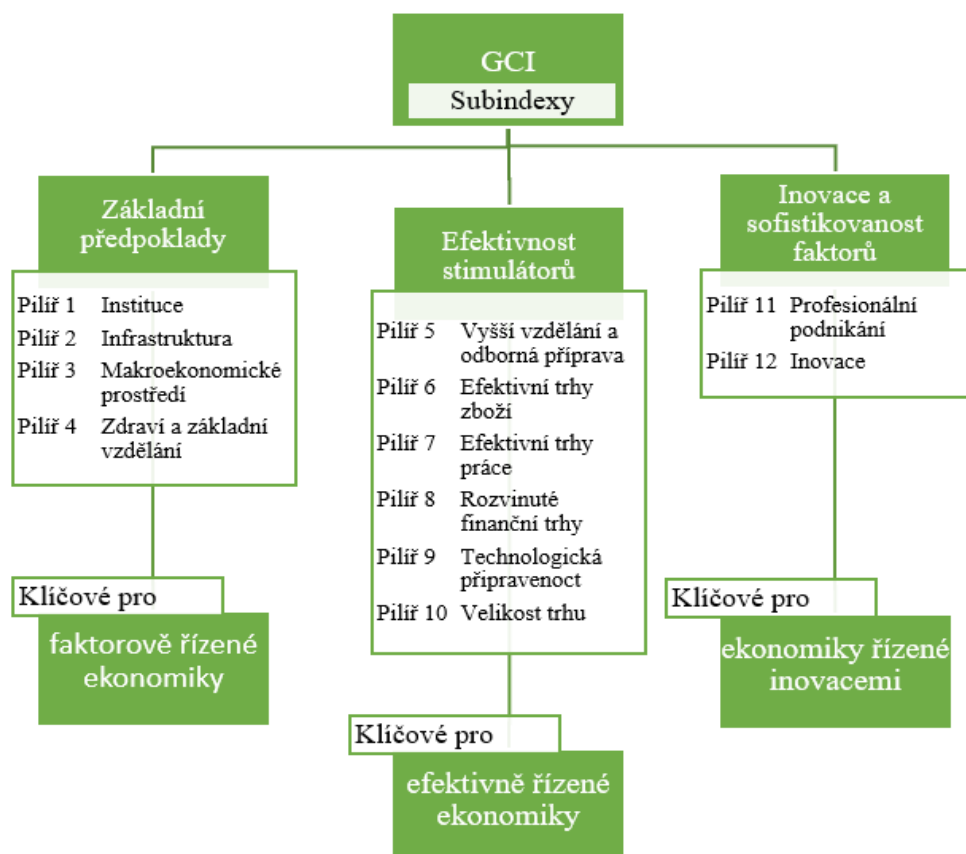 GCI
Subindexy
Základní
předpoklady
Pilíř 1 Instituce
Pilíř 2 Infrastruktura
Pilíř 3 Makroekonomické
prostředí
Pilíř 4 Zdraví a základní
vzdělání
Klíčové pro
faktorově řízené
ekonomiky
Efektivnost
stimulátorů
Pilíř 5 Vyšší vzdělání a
odborná příprava
Pilíř 6 Efektivní trhy
zboží
Pilíř 7 Efektivní trhy
práce
Pilíř 8 Rozvinuté
finanční trhy
Pilíř 9 Technologická
připravenoct
Pilíř 10 Velikost trhu
Klíčové pro
efektivně řízené
ekonomiky
Inovace a
sofistikovanost
faktorů
Pilíř 11 Profesionální
podnikání
Pilíř 12 Inovace
Klíčové pro
ekonomiky řízené
inovacemi